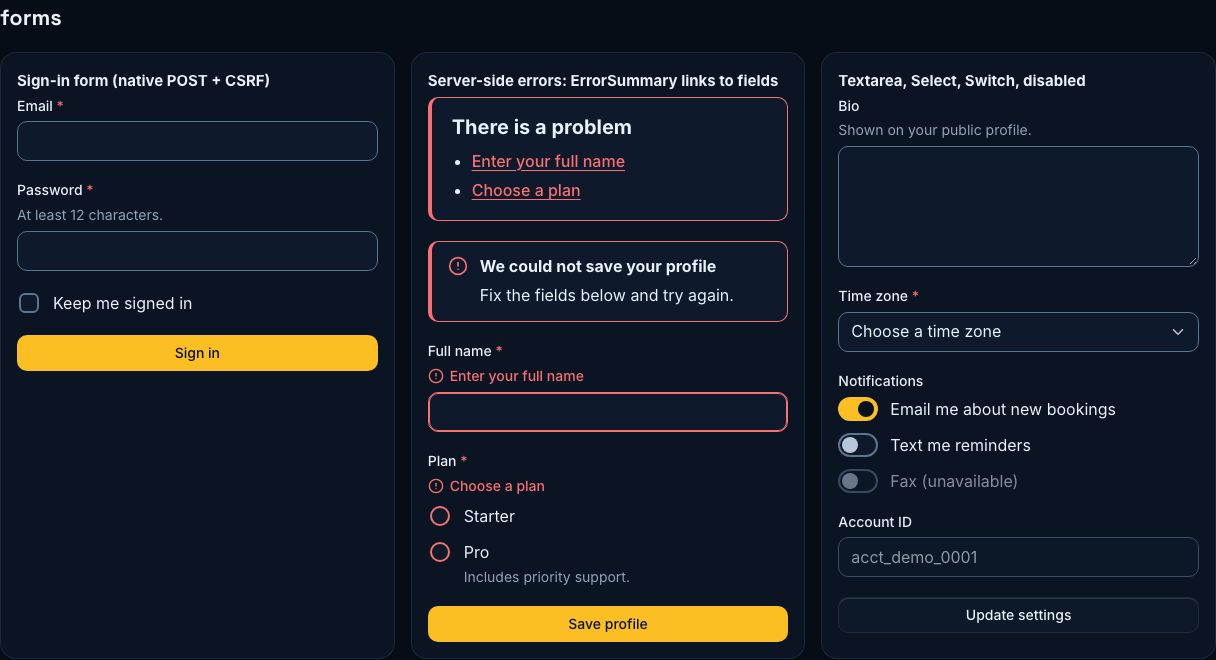 forms
Sign-in form (native POST + CSRF)
Email *
Password *
At least 12 characters.
Keep me signed in
Sign in
Server-side errors: ErrorSummary links to fields
There is a problem
• Enter your full name
• Choose a plan
We could not save your profile
Fix the fields below and try again.
Full name *
Enter your full name
Plan *
Choose a plan
Starter
Pro
Includes priority support.
Save profile
Textarea, Select, Switch, disabled
Bio
Shown on your public profile.
Time zone *
Choose a time zone
Notifications
Email me about new bookings
Text me reminders
Fax (unavailable)
Account ID
acct_demo_0001
Update settings